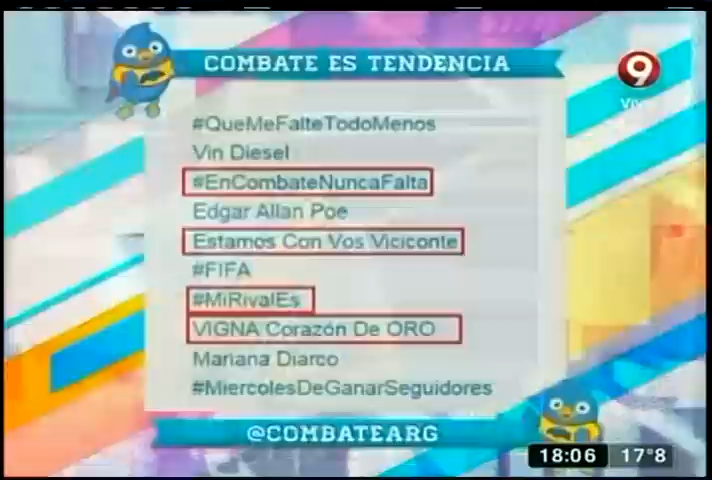 COMBATE ES TENDENCIA
9
#QueMeFalteTodoMenos
Vin Diesel
#EnCombateNuncaFalta
Edgar Allan Poe
Estamos Con Vos Viciconte
#FIFA
#MiRivalEs
VIGNA Corazón De ORO
Mariana Diarco
#MiercolesDeGanarSeguidores
@COMBATEARG
18:06 17°8